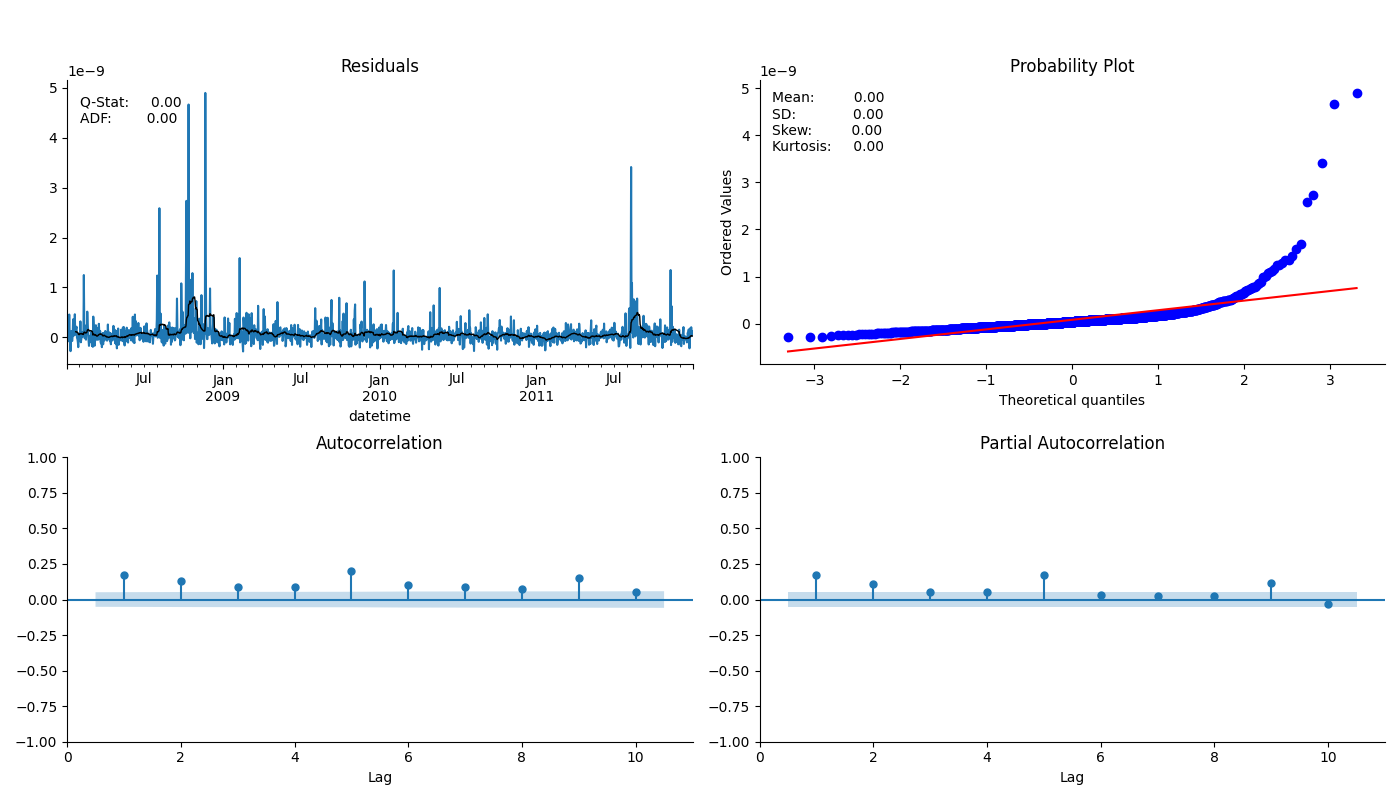 Residuals
1e−9
5
4
3
2
1
0
Q-Stat: 0.00
ADF: 0.00
Jul
Jan
2009
Jul
Jan
2010
Jul
Jan
2011
Jul
datetime
Probability Plot
1e−9
5
4
3
2
1
0
Ordered Values
Mean: 0.00
SD: 0.00
Skew: 0.00
Kurtosis: 0.00
−3 −2 −1 0 1 2 3
Theoretical quantiles
Autocorrelation
1.00
0.75
0.50
0.25
0.00
−0.25
−0.50
−0.75
−1.00
0 2 4 6 8 10
Lag
Partial Autocorrelation
1.00
0.75
0.50
0.25
0.00
−0.25
−0.50
−0.75
−1.00
0 2 4 6 8 10
Lag